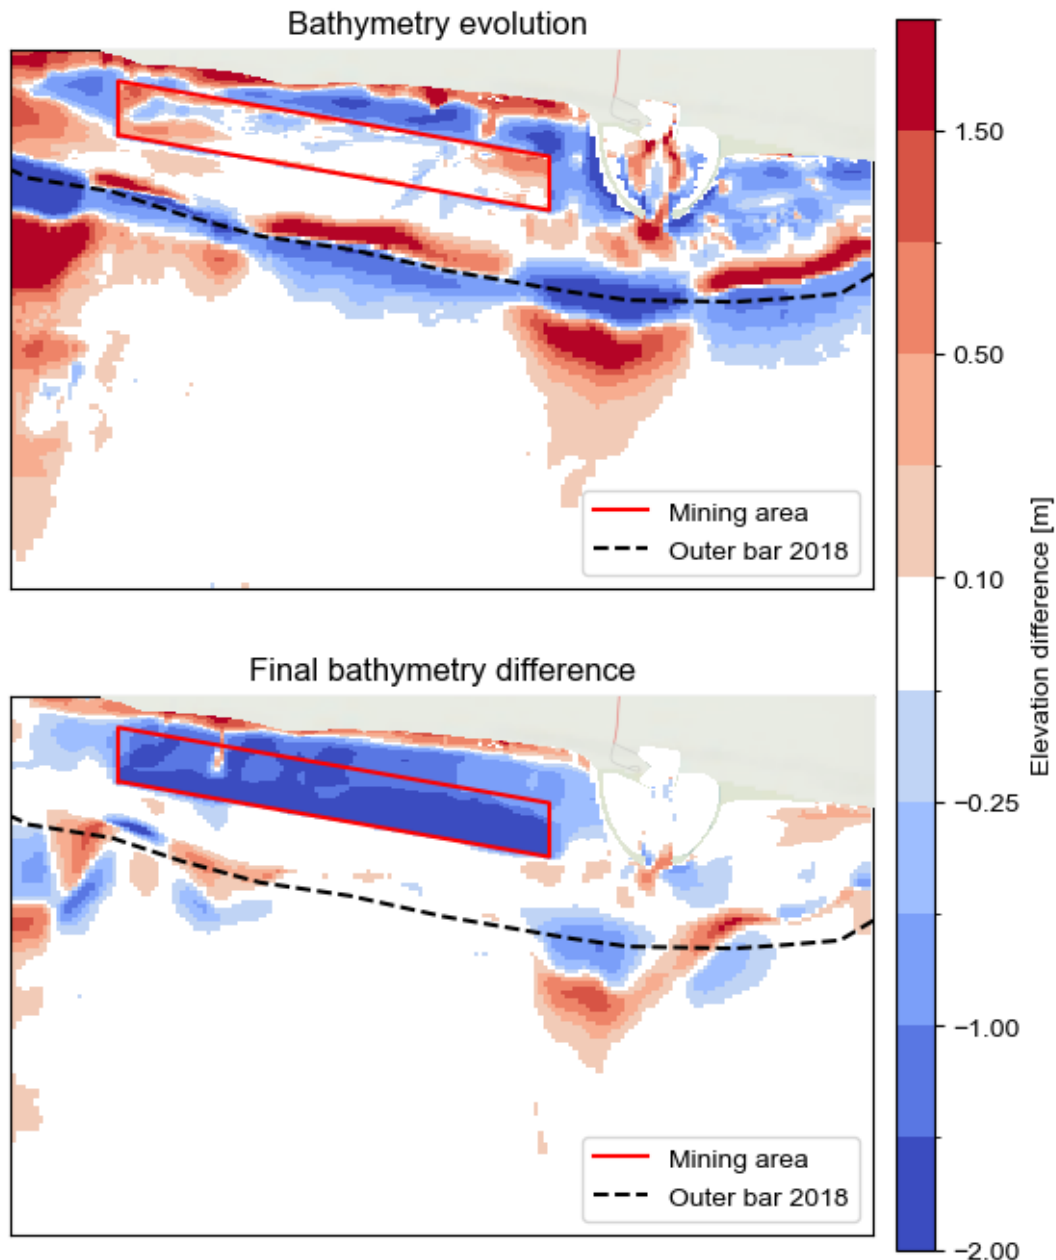 Bathymetry evolution
Mining area
Outer bar 2018
Final bathymetry difference
Mining area
Outer bar 2018
1.50
0.50
0.10
−0.25
−1.00
−2.00
Elevation difference [m]